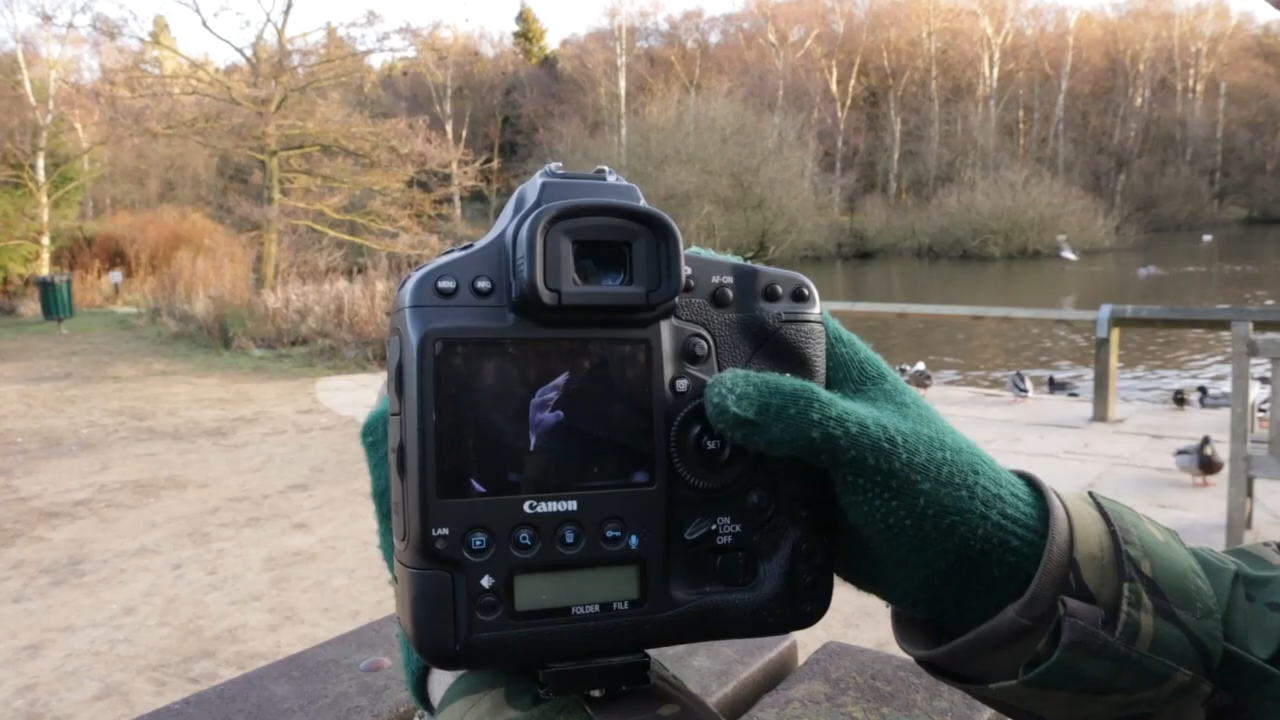 MENU
INFO
AF-ON
SET
Canon
LAN
ON
LOCK
OFF
FOLDER FILE